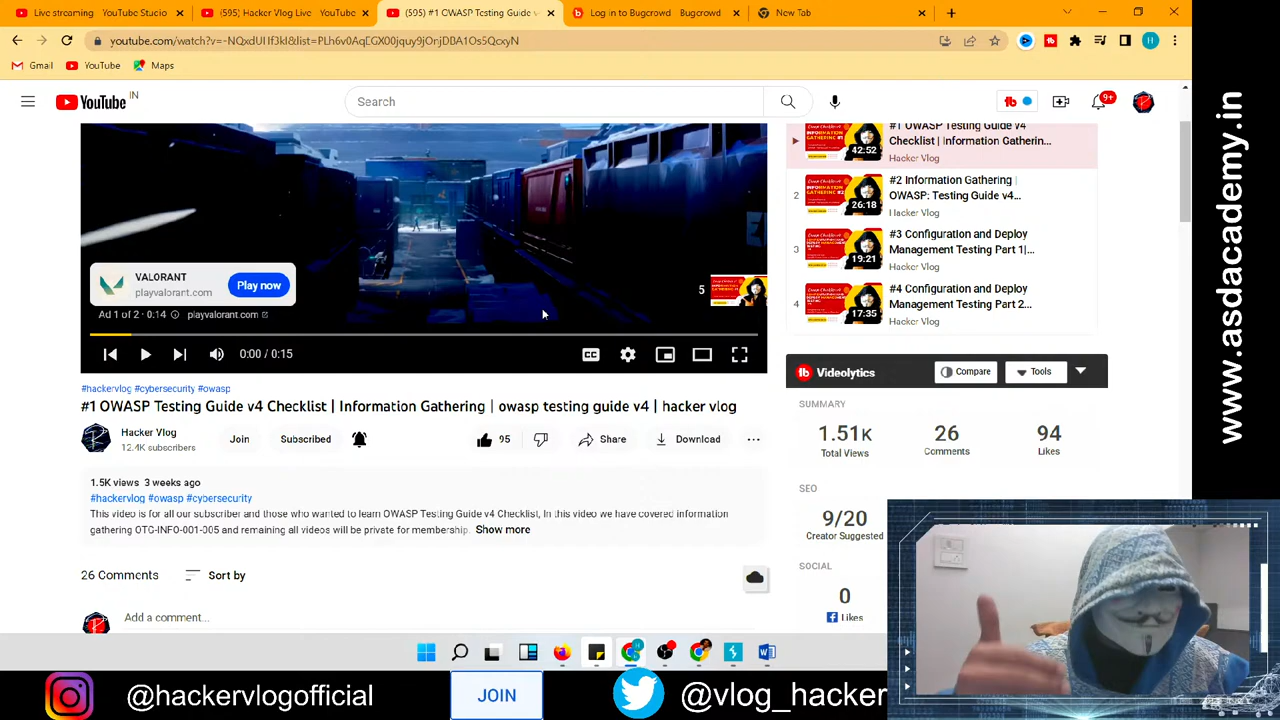 Live streaming - YouTube Studio
(595) Hacker Vlog Live - YouTube
(595) #1 OWASP Testing Guide v
Log in to Bugcrowd - Bugcrowd
New Tab
Gmail
YouTube
Maps
YouTube IN
Search
9+
VALORANT
playvalorant.com
Play now
Ad 1 of 2 · 0:14
playvalorant.com
5
0:00 / 0:15
CC
#hackervlog #cybersecurity #owasp
#1 OWASP Testing Guide v4 Checklist | Information Gathering | owasp testing guide v4 | hacker vlog
Hacker Vlog
12.4K subscribers
Join
Subscribed
95
Share
Download
1.5K views 3 weeks ago
#hackervlog #owasp #cybersecurity
This video is for all our subscriber and those who wanted to learn OWASP Testing Guide v4 Checklist, In this video we have covered information
gathering OTG-INFO-001-005 and remaining all videos will be private for membership.
Show more
26 Comments
Sort by
Add a comment...
#1 OWASP Testing Guide v4
Checklist | Information Gatherin...
Hacker Vlog
42:52
2
#2 Information Gathering |
OWASP: Testing Guide v4...
Hacker Vlog
26:18
3
#3 Configuration and Deploy
Management Testing Part 1|...
Hacker Vlog
19:21
4
#4 Configuration and Deploy
Management Testing Part 2...
Hacker Vlog
17:35
Videolytics
Compare
Tools
SUMMARY
1.51K
Total Views
26
Comments
94
Likes
SEO
9/20
Creator Suggested
SOCIAL
0
Likes
@hackervlogofficial
JOIN
@vlog_hacker
www.asdacademy.in